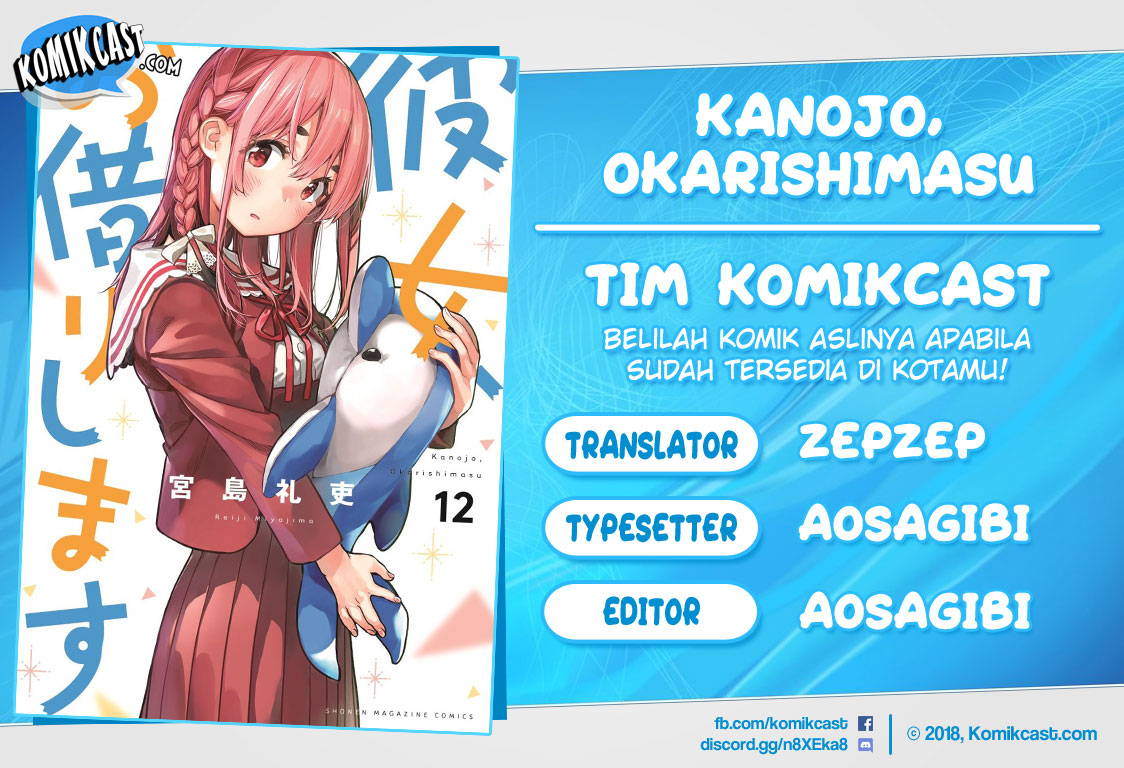 KOMIKCAST.COM
彼女、
お借りします
Kanojo,
Okarishimasu
12
宮島礼吏
Reiji Miyajima
SHONEN MAGAZINE COMICS
KANOJO,
OKARISHIMASU
TIM KOMIKCAST
BELILAH KOMIK ASLINYA APABILA
SUDAH TERSEDIA DI KOTAMU!
TRANSLATOR ZEPZEP
TYPESETTER AOSAGIBI
EDITOR AOSAGIBI
fb.com/komikcast
discord.gg/n8XEka8
© 2018, Komikcast.com